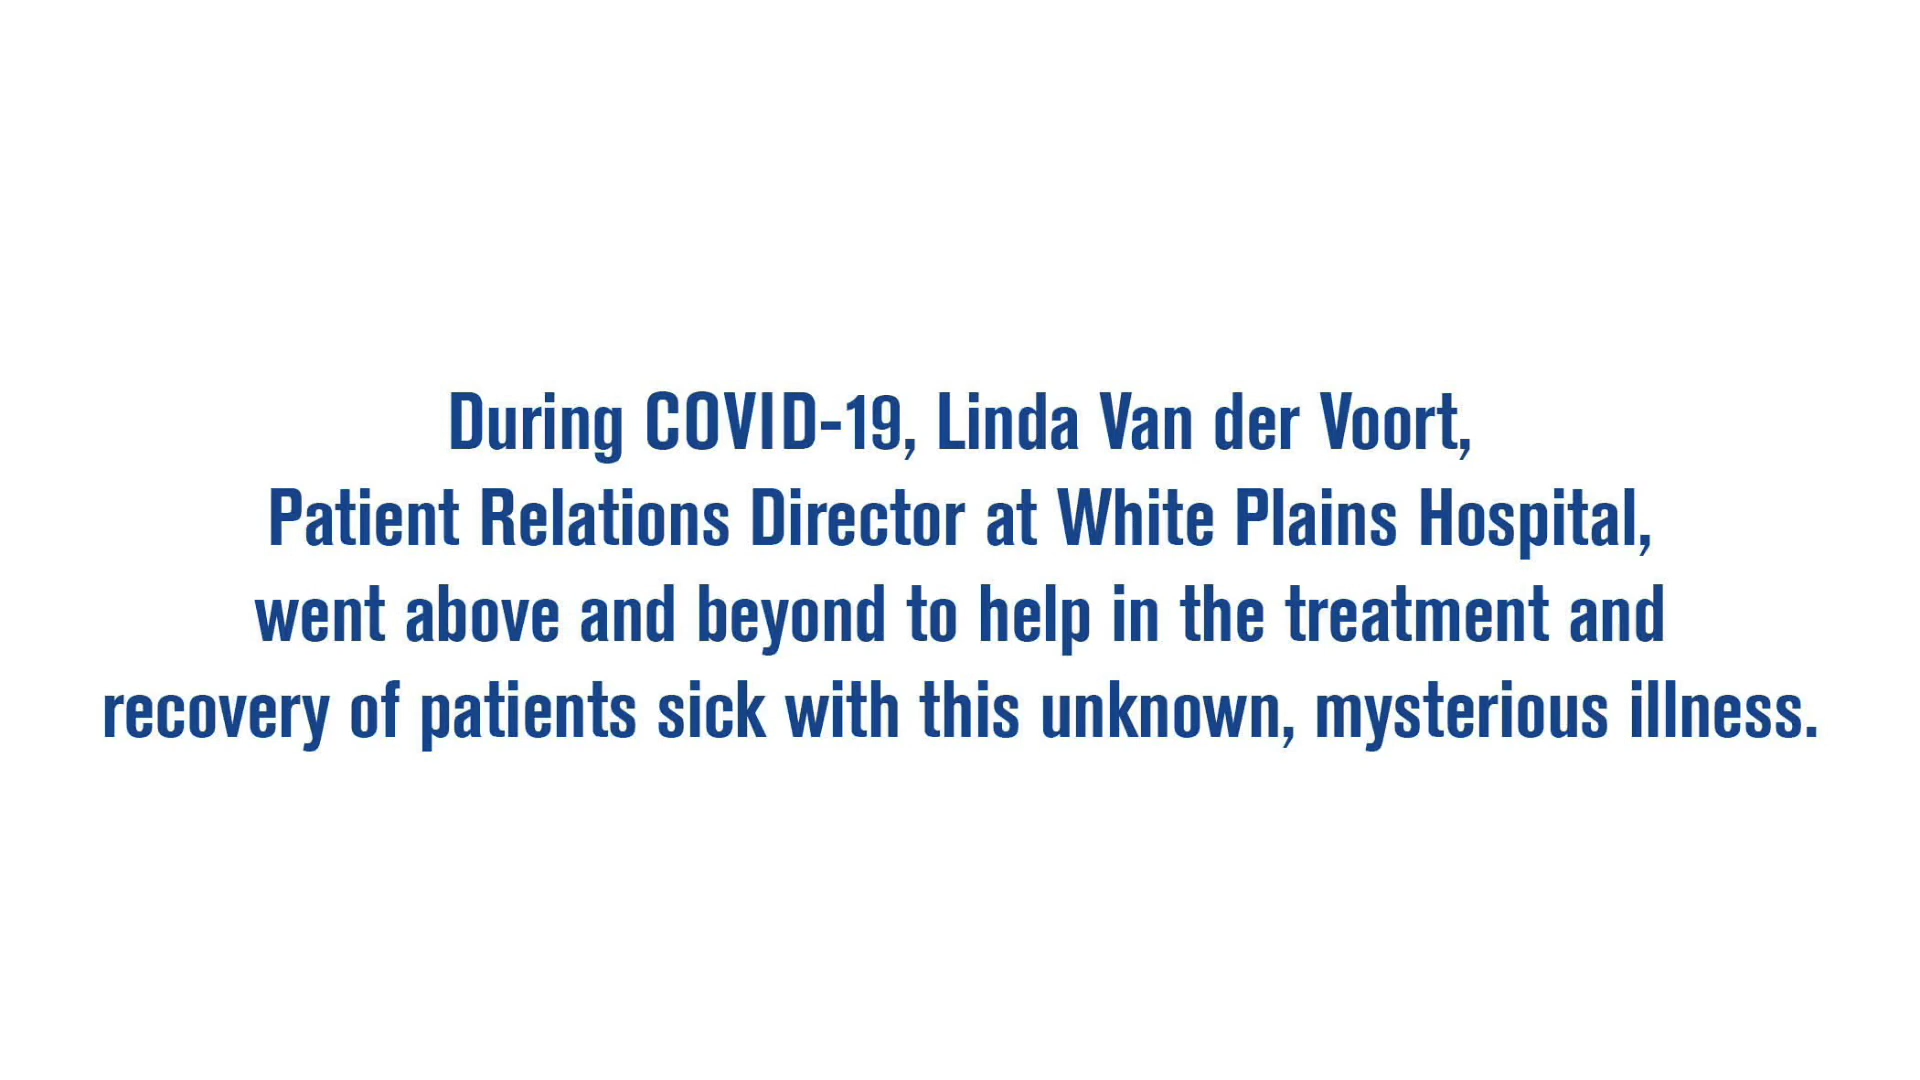 During COVID-19, Linda Van der Voort,
Patient Relations Director at White Plains Hospital,
went above and beyond to help in the treatment and
recovery of patients sick with this unknown, mysterious illness.